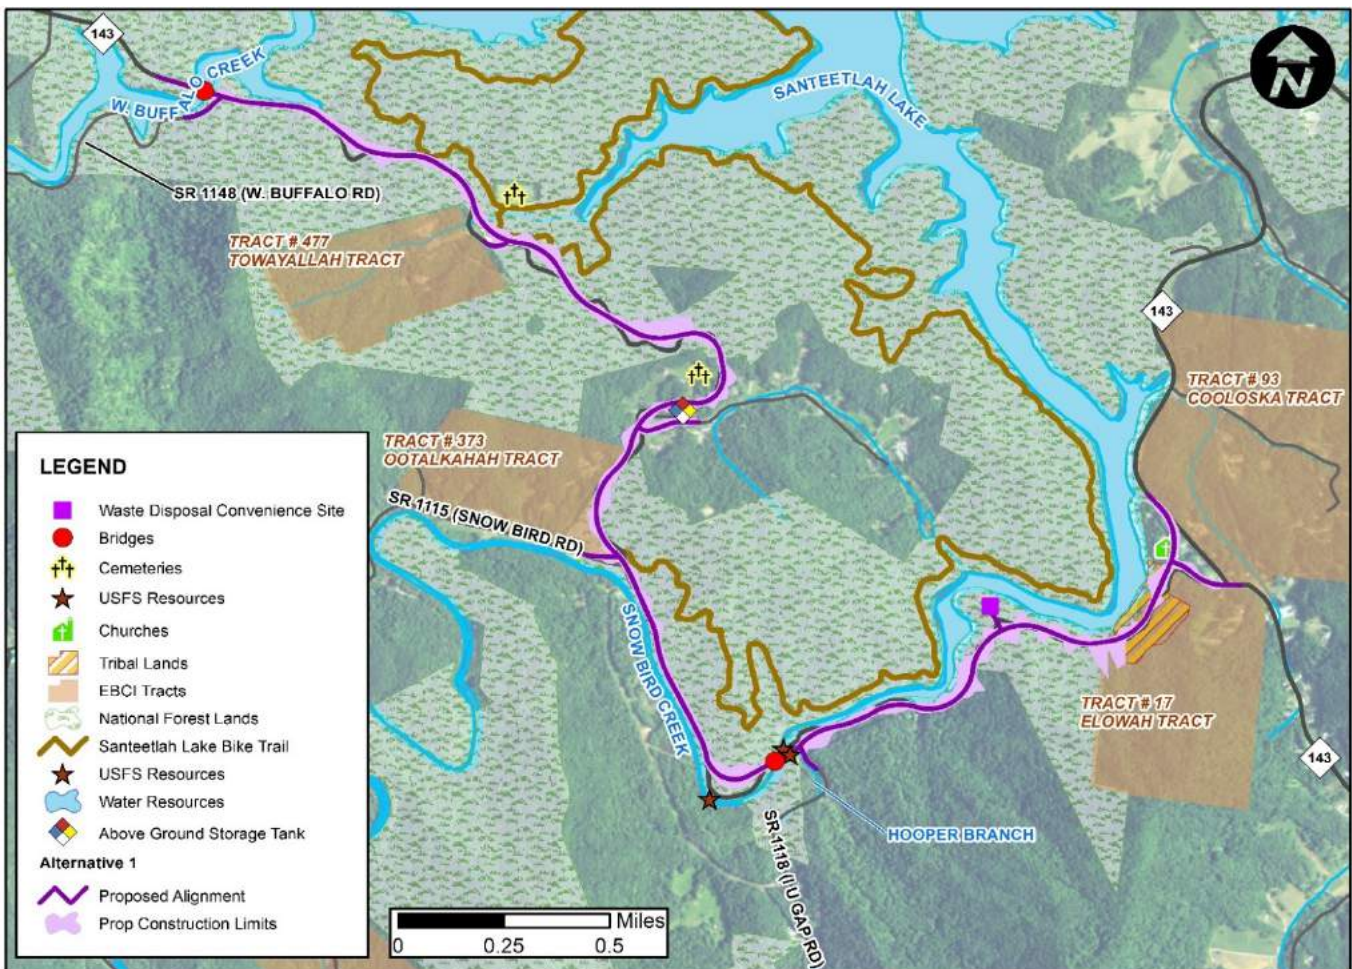 143
W. BUFFALO CREEK
SANTEETLAH LAKE
N
SR 1148 (W. BUFFALO RD)
TRACT # 477
TOWAYALLAH TRACT
143
TRACT # 93
COOLOSKA TRACT
TRACT # 373
OOTALKAHAH TRACT
SR 1115 (SNOW BIRD RD)
SNOW BIRD CREEK
TRACT # 17
ELOWAH TRACT
143
HOOPER BRANCH
SR 1118 (I U GAP RD)
LEGEND
Waste Disposal Convenience Site
Bridges
Cemeteries
USFS Resources
Churches
Tribal Lands
EBCI Tracts
National Forest Lands
Santeetlah Lake Bike Trail
USFS Resources
Water Resources
Above Ground Storage Tank
Alternative 1
Proposed Alignment
Prop Construction Limits
Miles
0 0.25 0.5